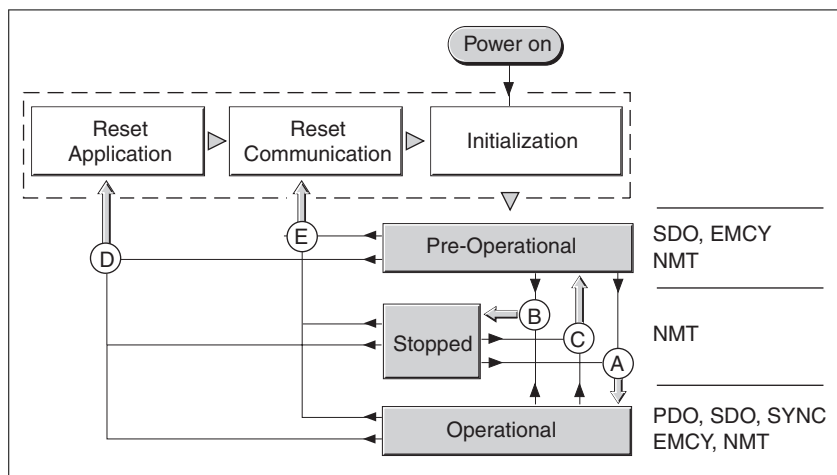 Power on
Reset
Application
Reset
Communication
Initialization
E
D
Pre-Operational
SDO, EMCY
NMT
B
Stopped
C
NMT
A
Operational
PDO, SDO, SYNC
EMCY, NMT